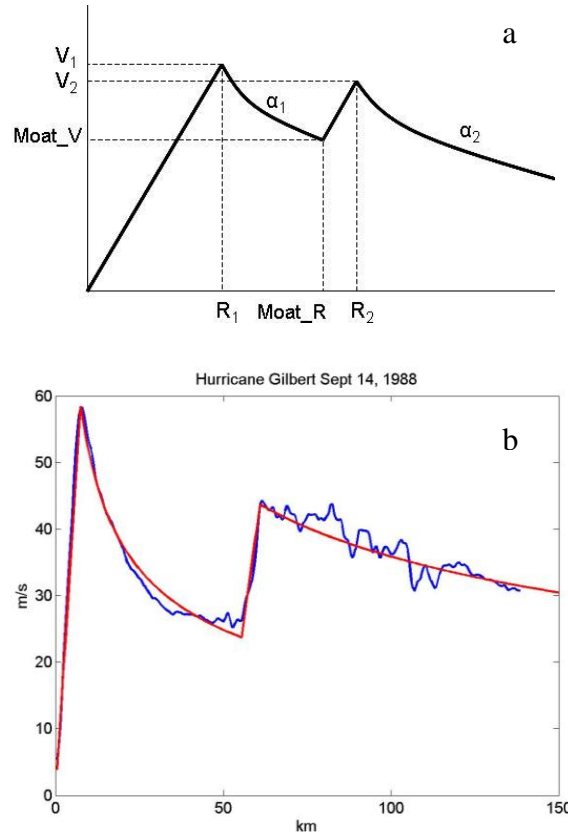 a
V₁
V₂
α₁
Moat_V
α₂
R₁ Moat_R R₂
Hurricane Gilbert Sept 14, 1988
b
60
50
40
30
20
10
0
m/s
0 50 100 150
km